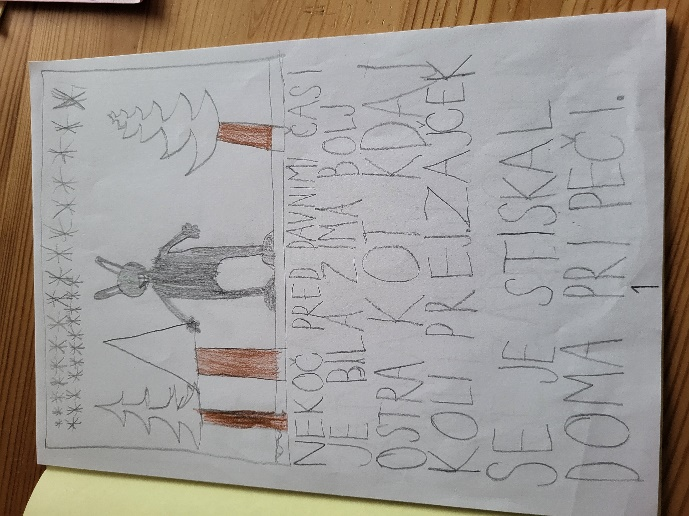 NEKOČ PRED DAVNIMI ČASI
JE BILA ZIMA BOLJ
OSTRA KOT KDAJ
KOLI PREJ. ZAJCEK
SE JE STISKAL
DOMA PRI PEČI.
1